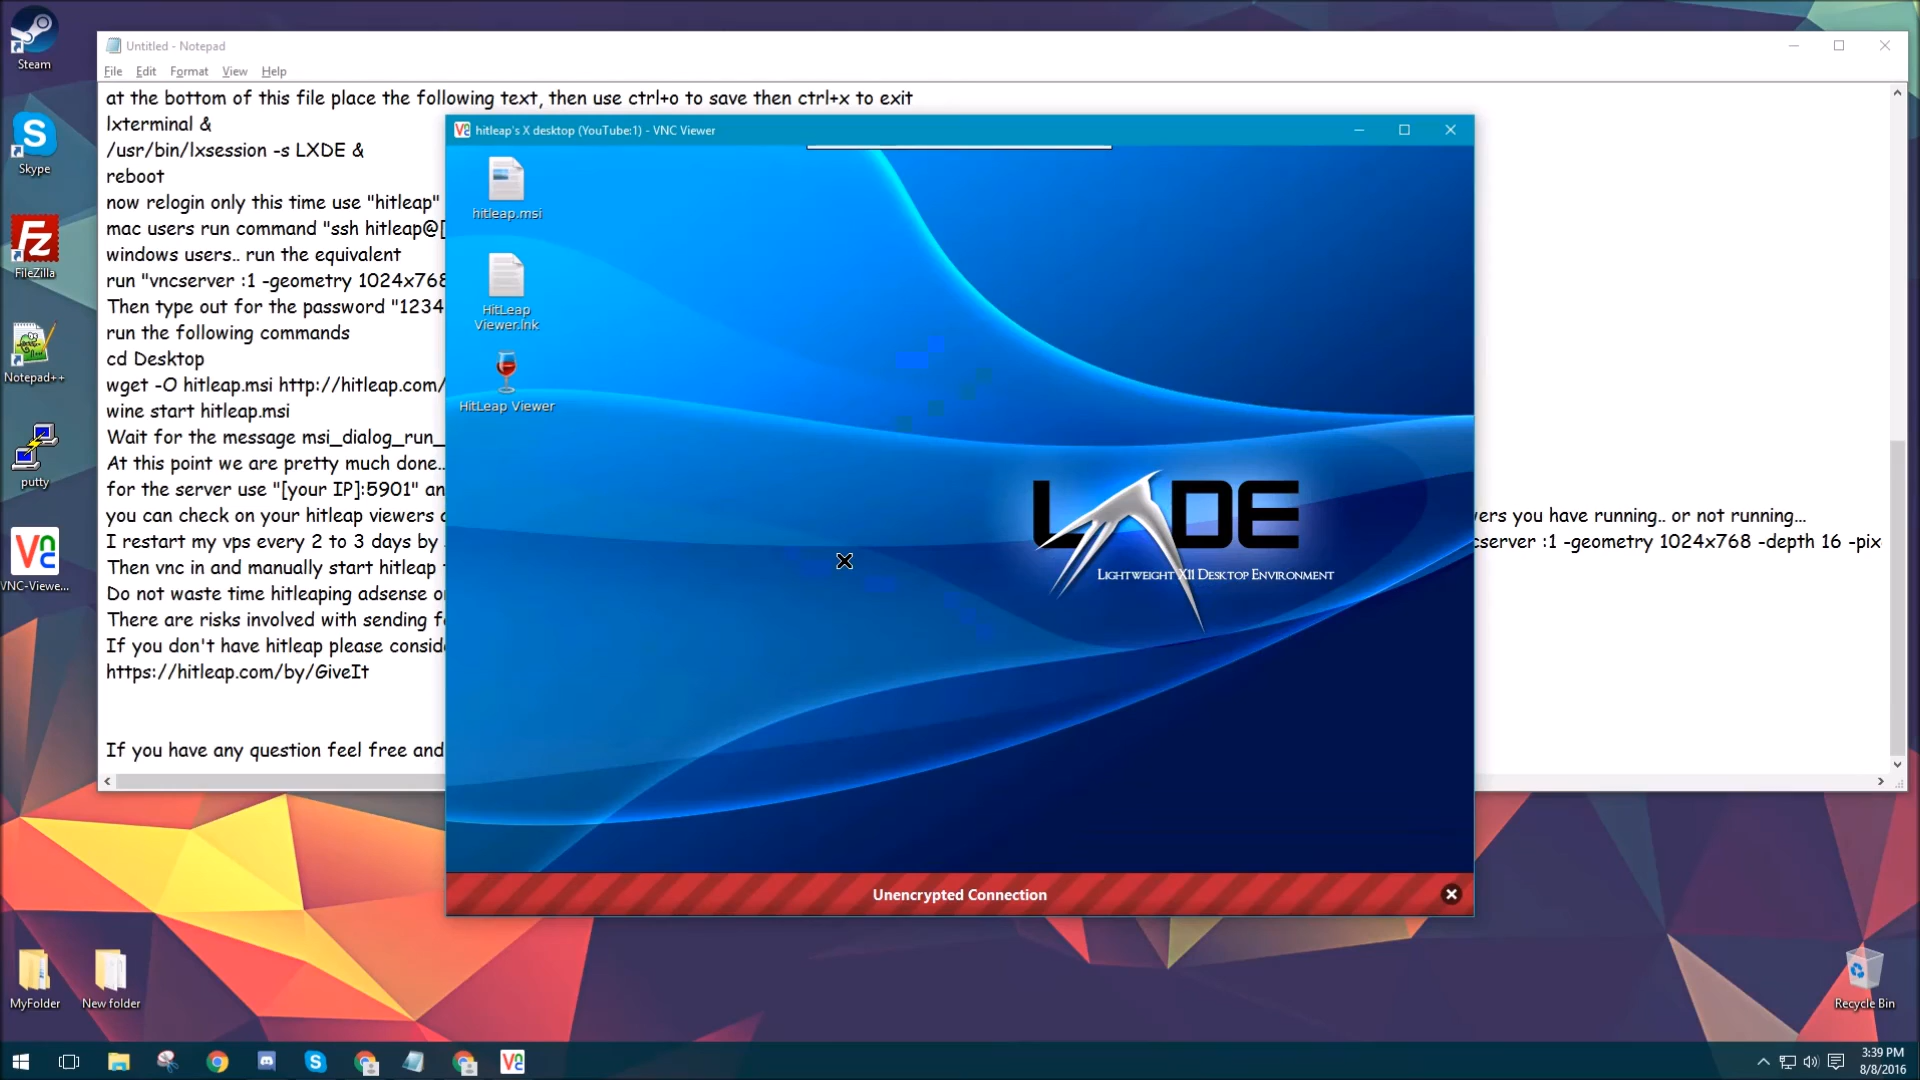 Steam
Skype
FileZilla
Notepad++
putty
VNC-Viewe...
MyFolder
New folder
Recycle Bin
Untitled - Notepad
File Edit Format View Help
at the bottom of this file place the following text, then use ctrl+o to save then ctrl+x to exit
lxterminal &
/usr/bin/lxsession -s LXDE &
reboot
now relogin only this time use "hitleap"
mac users run command "ssh hitleap@[
windows users.. run the equivalent
run "vncserver :1 -geometry 1024x768
Then type out for the password "1234
run the following commands
cd Desktop
wget -O hitleap.msi http://hitleap.com/
wine start hitleap.msi
Wait for the message msi_dialog_run_
At this point we are pretty much done..
for the server use "[your IP]:5901" an
you can check on your hitleap viewers
ers you have running.. or not running...
I restart my vps every 2 to 3 days by
server :1 -geometry 1024x768 -depth 16 -pix
Then vnc in and manually start hitleap
Do not waste time hitleaping adsense o
There are risks involved with sending f
If you don't have hitleap please consid
https://hitleap.com/by/GiveIt
If you have any question feel free and
hitleap's X desktop (YouTube:1) - VNC Viewer
hitleap.msi
HitLeap
Viewer.lnk
HitLeap Viewer
LXDE
Lightweight X11 Desktop Environment
Unencrypted Connection
3:39 PM
8/8/2016